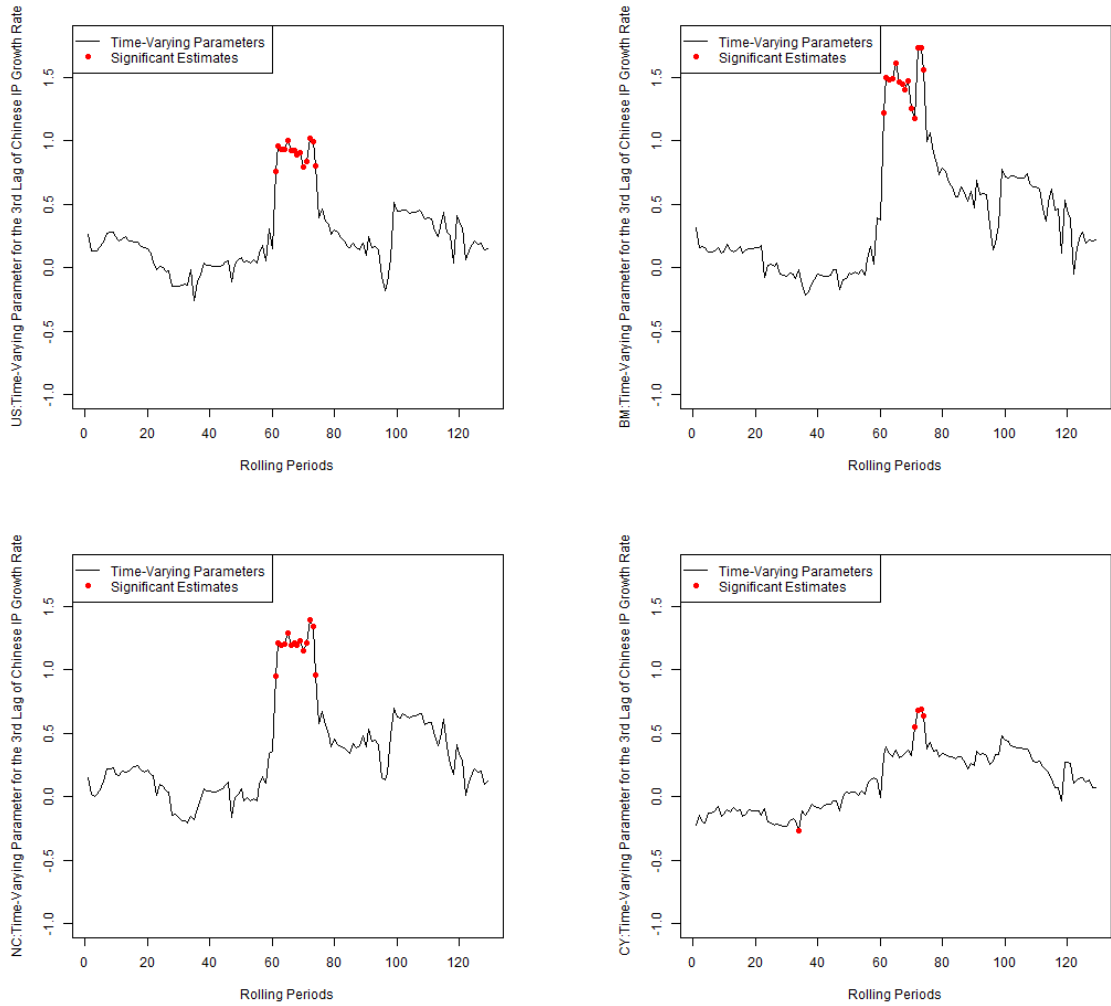 US:Time-Varying Parameter for the 3rd Lag of Chinese IP Growth Rate
Time-Varying Parameters
Significant Estimates
1.5
1.0
0.5
0.0
-0.5
-1.0
0 20 40 60 80 100 120
Rolling Periods
BM:Time-Varying Parameter for the 3rd Lag of Chinese IP Growth Rate
Time-Varying Parameters
Significant Estimates
1.5
1.0
0.5
0.0
-0.5
-1.0
0 20 40 60 80 100 120
Rolling Periods
NC:Time-Varying Parameter for the 3rd Lag of Chinese IP Growth Rate
Time-Varying Parameters
Significant Estimates
1.5
1.0
0.5
0.0
-0.5
-1.0
0 20 40 60 80 100 120
Rolling Periods
CY:Time-Varying Parameter for the 3rd Lag of Chinese IP Growth Rate
Time-Varying Parameters
Significant Estimates
1.5
1.0
0.5
0.0
-0.5
-1.0
0 20 40 60 80 100 120
Rolling Periods